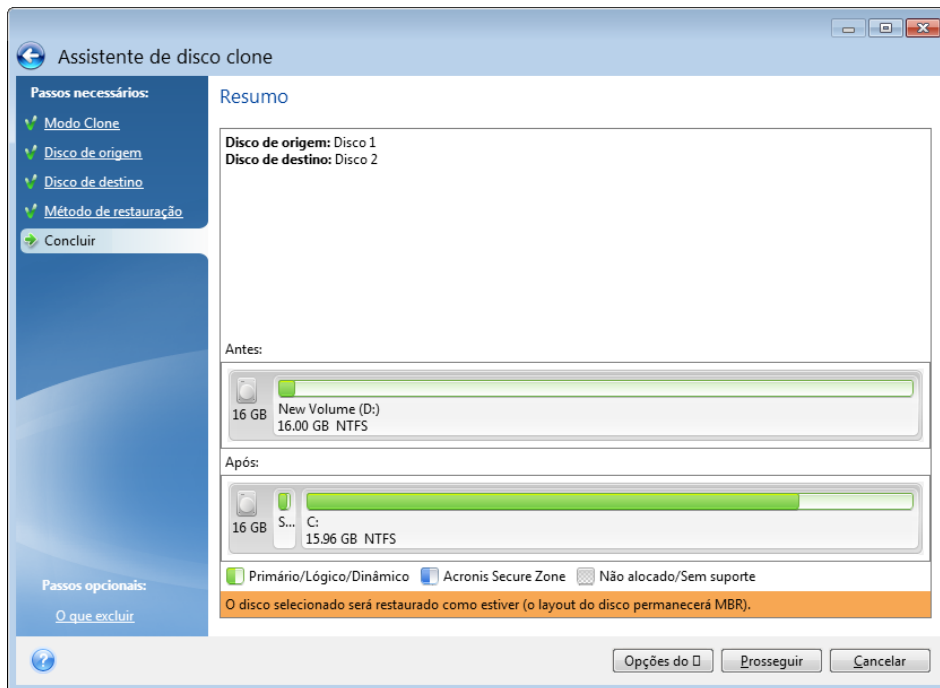 Assistente de disco clone
Passos necessários:
Modo Clone
Disco de origem
Disco de destino
Método de restauração
Concluir
Passos opcionais:
O que excluir
Resumo
Disco de origem: Disco 1
Disco de destino: Disco 2
Antes:
16 GB
New Volume (D:)
16.00 GB NTFS
Após:
16 GB
S...
C:
15.96 GB NTFS
Primário/Lógico/Dinâmico
Acronis Secure Zone
Não alocado/Sem suporte
O disco selecionado será restaurado como estiver (o layout do disco permanecerá MBR).
?
Opções do □
Prosseguir
Cancelar